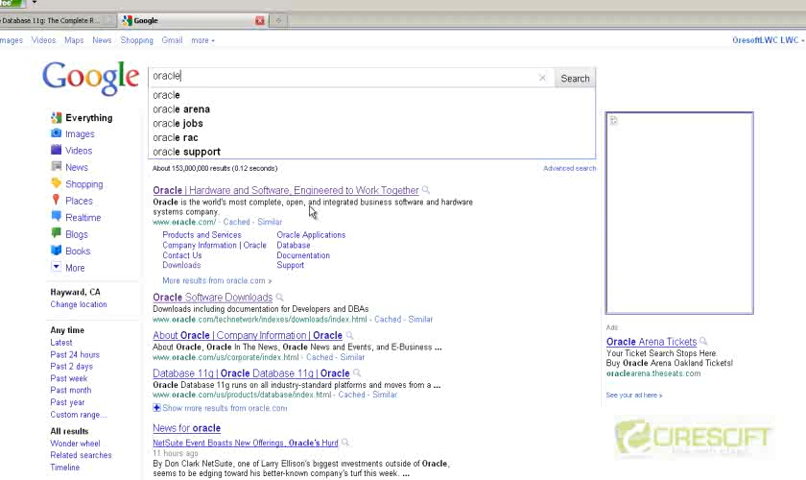 Database 11g: The Complete R...
Google
Images Videos Maps News Shopping Gmail more
OresoftLWC LWC
Google
oracle
Search
oracle
oracle arena
oracle jobs
oracle rac
oracle support
About 153,000,000 results (0.12 seconds)
Advanced search
Everything
Images
Videos
News
Shopping
Places
Realtime
Blogs
Books
More
Hayward, CA
Change location
Any time
Latest
Past 24 hours
Past 2 days
Past week
Past month
Past year
Custom range...
All results
Wonder wheel
Related searches
Timeline
Oracle | Hardware and Software, Engineered to Work Together
Oracle is the world's most complete, open, and integrated business software and hardware
systems company.
www.oracle.com/ - Cached - Similar
Products and Services
Oracle Applications
Company Information | Oracle
Database
Contact Us
Documentation
Downloads
Support
More results from oracle.com »
Oracle Software Downloads
Downloads including documentation for Developers and DBAs
www.oracle.com/technetwork/indexes/downloads/index.html - Cached - Similar
About Oracle | Company Information | Oracle
About Oracle, Oracle In The News, Oracle News and Events, and E-Business ...
www.oracle.com/us/corporate/index.html - Cached - Similar
Database 11g | Oracle Database 11g | Oracle
Oracle Database 11g runs on all industry-standard platforms and moves from a ...
www.oracle.com/us/products/database/index.html - Cached - Similar
Show more results from oracle.com
News for oracle
NetSuite Event Boasts New Offerings, Oracle's Hurd
11 hours ago
By Don Clark NetSuite, one of Larry Ellison's biggest investments outside of Oracle,
seems to be edging toward his better-known company's turf this week. ...
Ads
Oracle Arena Tickets
Your Ticket Search Stops Here.
Buy Oracle Arena Oakland Tickets!
oraclearena.theseats.com
See your ad here »